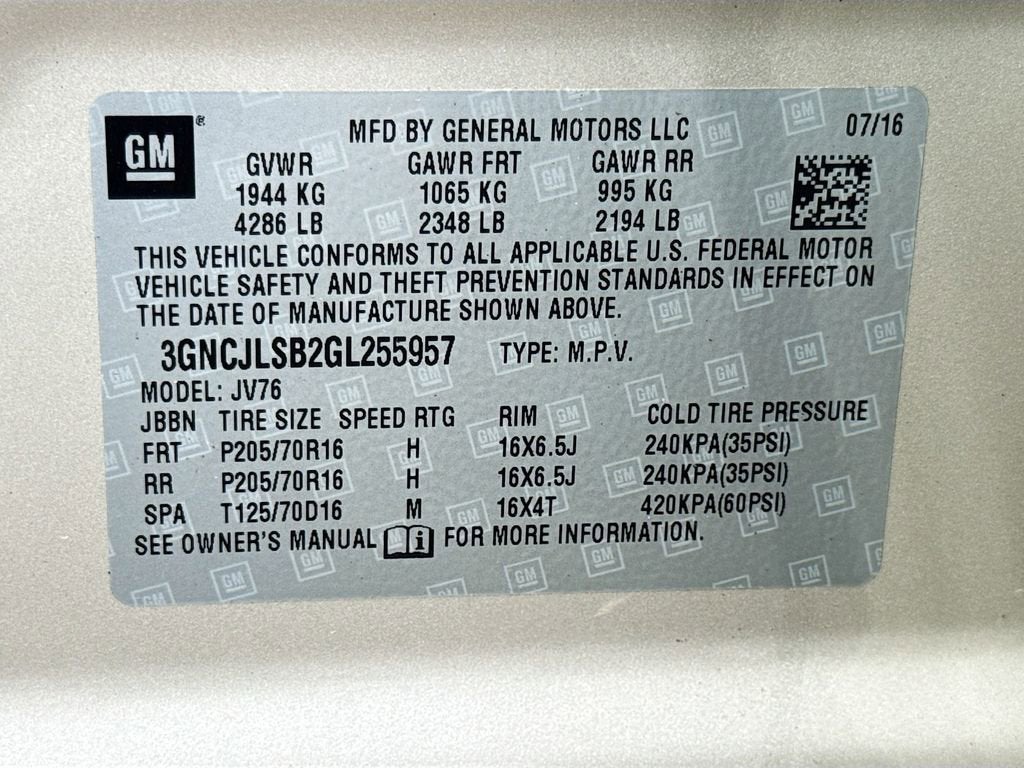 GM ® MFD BY GENERAL MOTORS LLC 07/16
GVWR GAWR FRT GAWR RR
1944 KG 1065 KG 995 KG
4286 LB 2348 LB 2194 LB
THIS VEHICLE CONFORMS TO ALL APPLICABLE U.S. FEDERAL MOTOR
VEHICLE SAFETY AND THEFT PREVENTION STANDARDS IN EFFECT ON
THE DATE OF MANUFACTURE SHOWN ABOVE.
3GNCJLSB2GL255957 TYPE: M.P.V.
MODEL: JV76
JBBN TIRE SIZE SPEED RTG RIM COLD TIRE PRESSURE
FRT P205/70R16 H 16X6.5J 240KPA(35PSI)
RR P205/70R16 H 16X6.5J 240KPA(35PSI)
SPA T125/70D16 M 16X4T 420KPA(60PSI)
SEE OWNER'S MANUAL i FOR MORE INFORMATION.